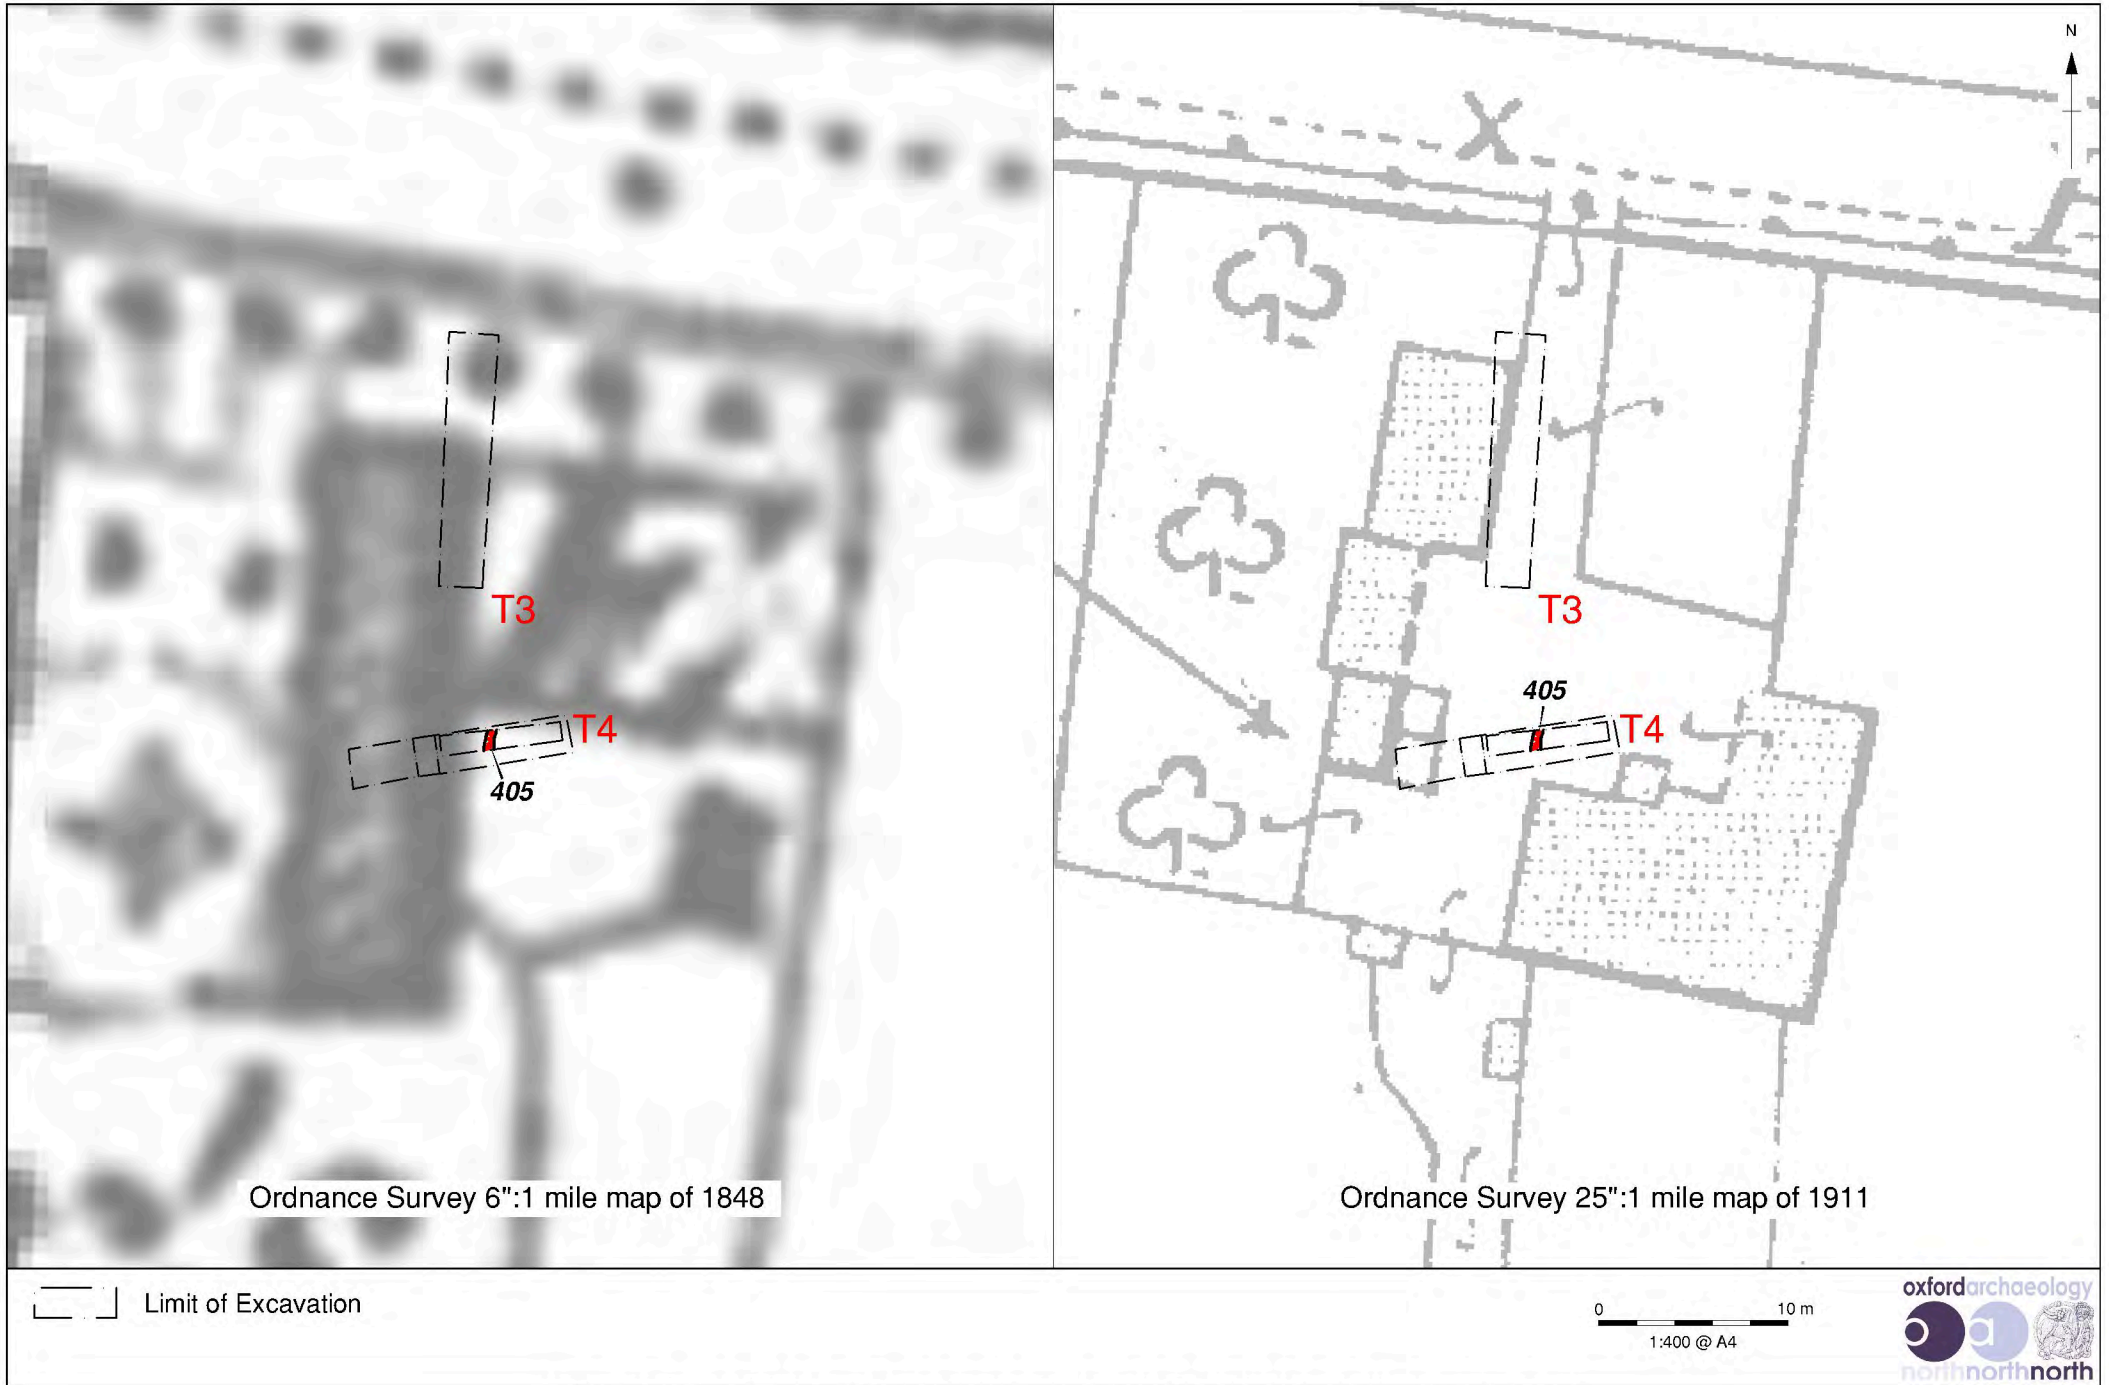 N
T3
T4
405
Ordnance Survey 6":1 mile map of 1848
X
T3
405
T4
Ordnance Survey 25":1 mile map of 1911
Limit of Excavation
0 10 m
1:400 @ A4
oxfordarchaeology
o a
northnorthnorth